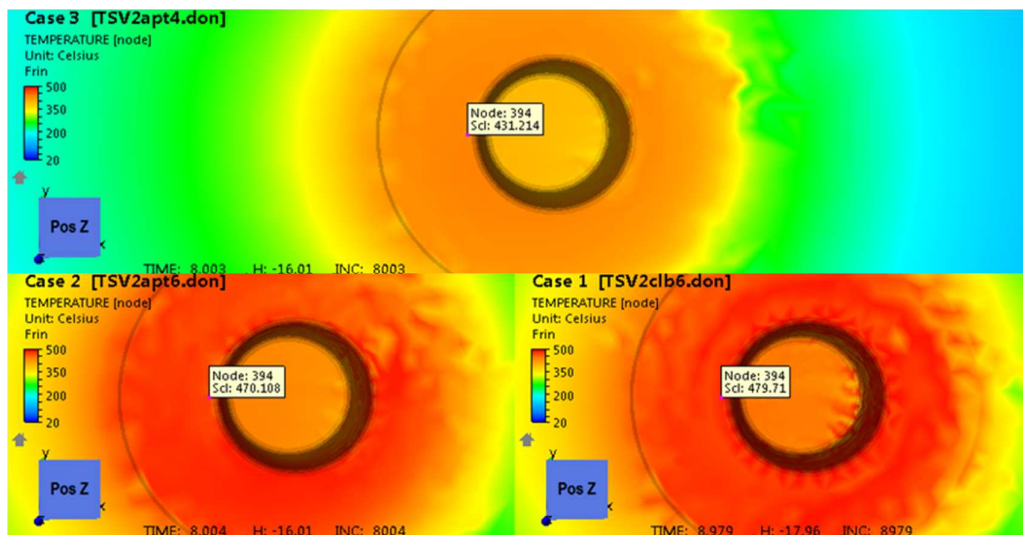 Case 3 [TSV2apt4.don]
TEMPERATURE [node]
Unit: Celsius
Frin
500
350
200
20
Node: 394
Scl: 431.214
y
Pos Z
x
TIME: 8.003 H: -16.01 INC: 8003
Case 2 [TSV2apt6.don]
TEMPERATURE [node]
Unit: Celsius
Frin
500
350
200
20
Node: 394
Scl: 470.108
y
Pos Z
x
TIME: 8.004 H: -16.01 INC: 8004
Case 1 [TSV2clb6.don]
TEMPERATURE [node]
Unit: Celsius
Frin
500
350
200
20
Node: 394
Scl: 479.71
y
Pos Z
x
TIME: 8.979 H: -17.96 INC: 8979